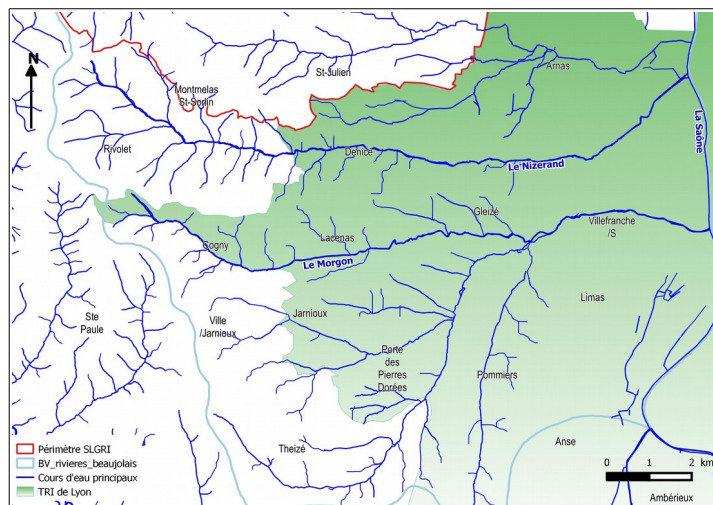 N
St-Julien
Arnas
Montmelas
St-Sorlin
La Saône
Rivolet
Denicé
Le Nizerand
Gleizé
Villefranche
/S
Lacenas
Cogny
Le Morgon
Limas
Ville
/Jarnioux
Jarnioux
Ste
Paule
Porte
des
Pierres
Dorées
Pommiers
Theizé
Anse
Périmètre SLGRI
BV_rivieres_beaujolais
Cours d'eau principaux
TRI de Lyon
0 1 2 km
Ambérieux